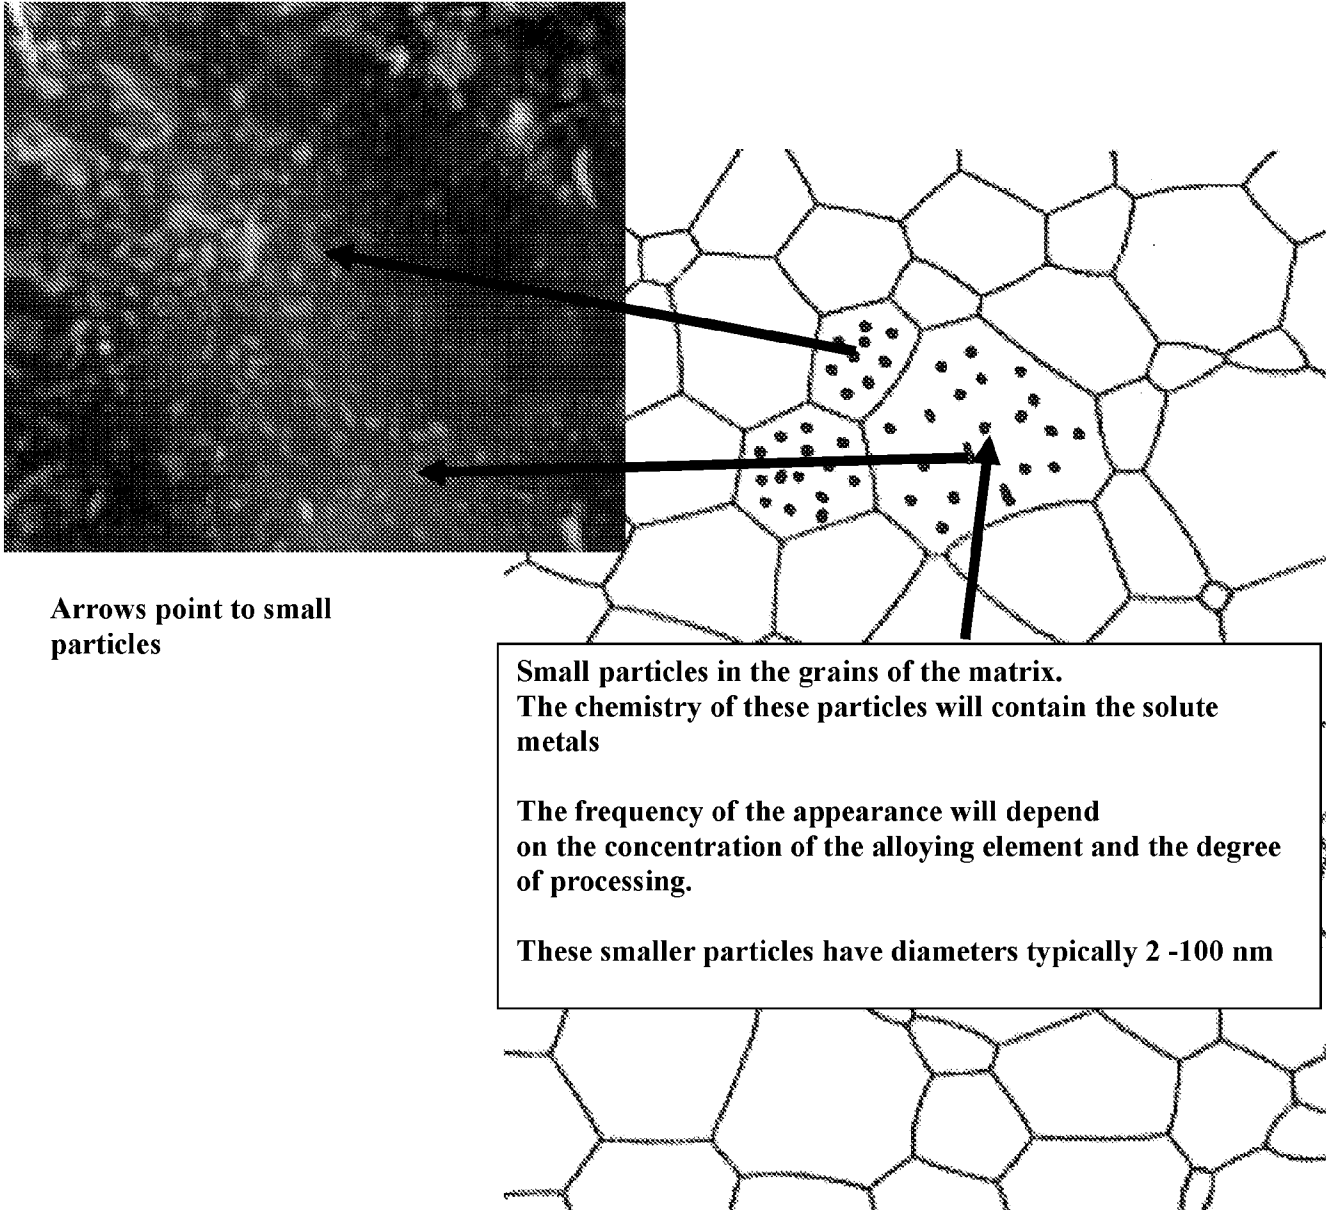 Arrows point to small
particles
Small particles in the grains of the matrix.
The chemistry of these particles will contain the solute
metals
The frequency of the appearance will depend
on the concentration of the alloying element and the degree
of processing.
These smaller particles have diameters typically 2 -100 nm